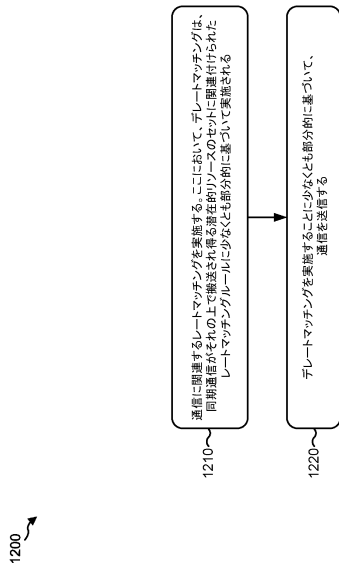 1200
通信に関連するレートマッチングを実施する。ここにおいて、デレートマッチングは、
同期通信がそれの上で搬送され得る潜在的リソースのセットに関連付けられた
レートマッチングルールに少なくとも部分的に基づいて実施される
1210
デレートマッチングを実施することに少なくとも部分的に基づいて、
通信を送信する
1220